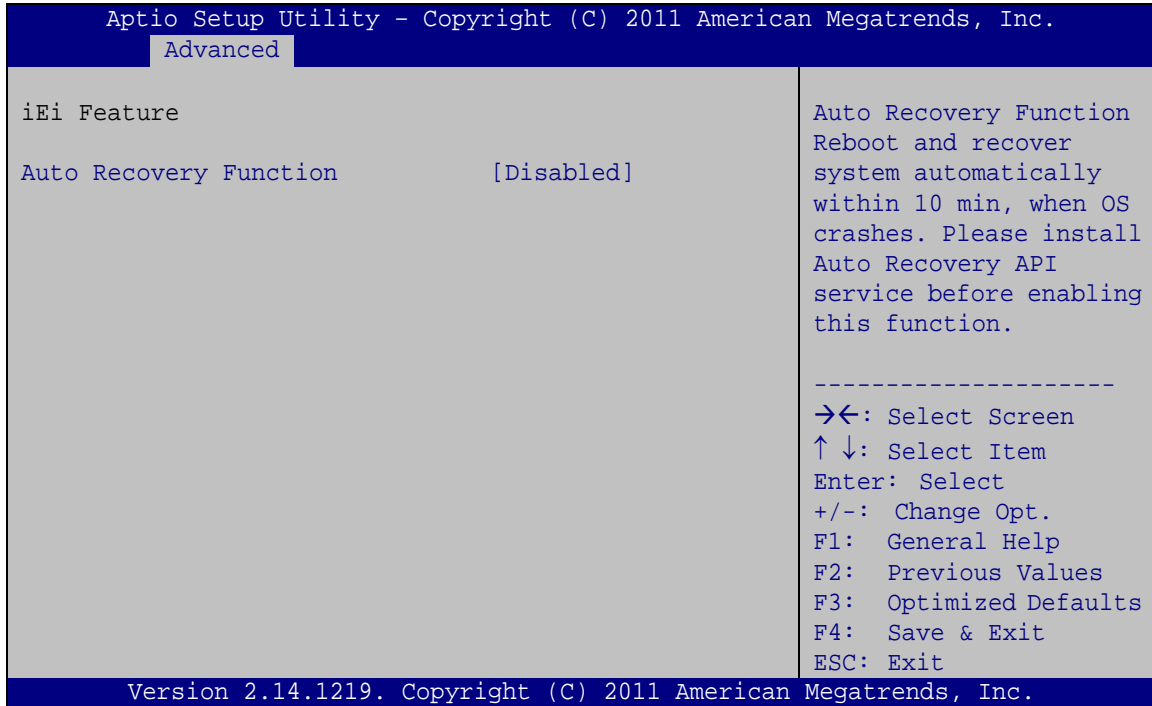 Aptio Setup Utility – Copyright (C) 2011 American Megatrends, Inc.
Advanced
iEi Feature
Auto Recovery Function [Disabled]
Auto Recovery Function
Reboot and recover
system automatically
within 10 min, when OS
crashes. Please install
Auto Recovery API
service before enabling
this function.
---------------------
→←: Select Screen
↑ ↓: Select Item
Enter: Select
+/-: Change Opt.
F1: General Help
F2: Previous Values
F3: Optimized Defaults
F4: Save & Exit
ESC: Exit
Version 2.14.1219. Copyright (C) 2011 American Megatrends, Inc.